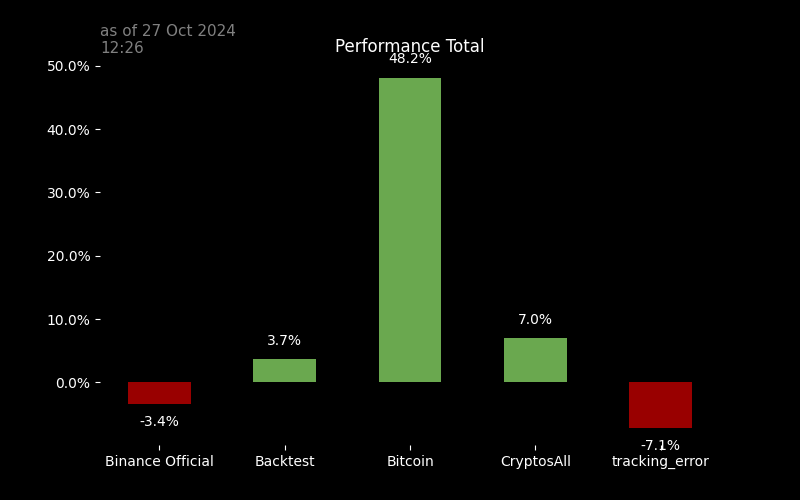 as of 27 Oct 2024
12:26
Performance Total
50.0%
40.0%
30.0%
20.0%
10.0%
0.0%
-3.4%
3.7%
48.2%
7.0%
-7.1%
Binance Official
Backtest
Bitcoin
CryptosAll
tracking_error